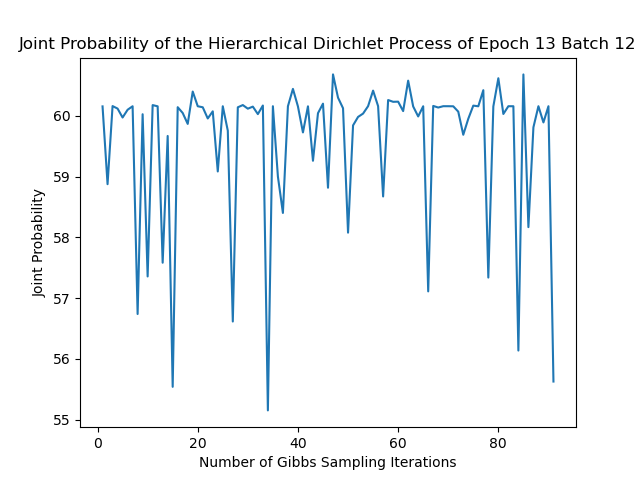 Joint Probability of the Hierarchical Dirichlet Process of Epoch 13 Batch 12
60
59
58
57
56
55
Joint Probability
0 20 40 60 80
Number of Gibbs Sampling Iterations